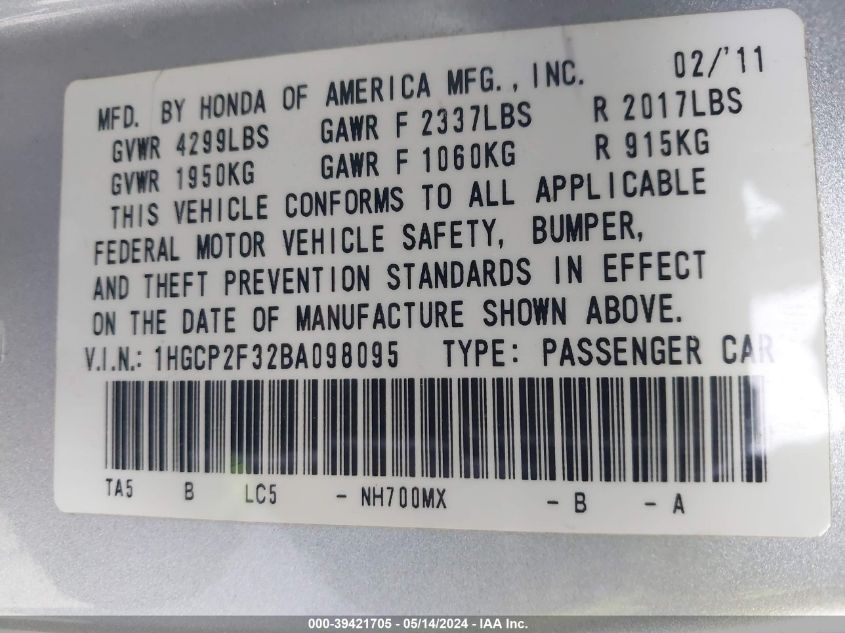 02/'11
MFD. BY HONDA OF AMERICA MFG., INC.
GVWR 4299LBS GAWR F 2337LBS R 2017LBS
GVWR 1950KG GAWR F 1060KG R 915KG
THIS VEHICLE CONFORMS TO ALL APPLICABLE
FEDERAL MOTOR VEHICLE SAFETY, BUMPER,
AND THEFT PREVENTION STANDARDS IN EFFECT
ON THE DATE OF MANUFACTURE SHOWN ABOVE.
V.I.N.: 1HGCP2F32BA098095 TYPE: PASSENGER CAR
TA5 B LC5 - NH700MX - B - A
000-39421705 - 05/14/2024 - IAA Inc.